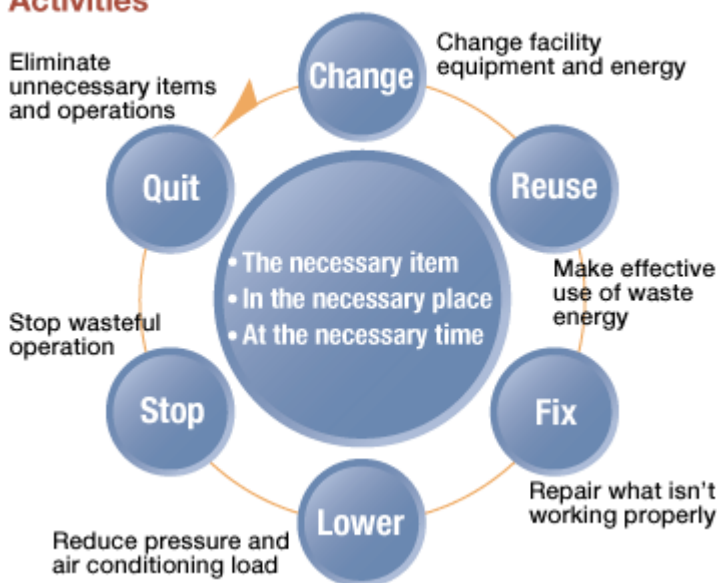 Activities
Change
Change facility
equipment and energy
Eliminate
unnecessary items
and operations
Quit
Reuse
• The necessary item
• In the necessary place
• At the necessary time
Make effective
use of waste
energy
Stop wasteful
operation
Stop
Fix
Repair what isn't
working properly
Lower
Reduce pressure and
air conditioning load